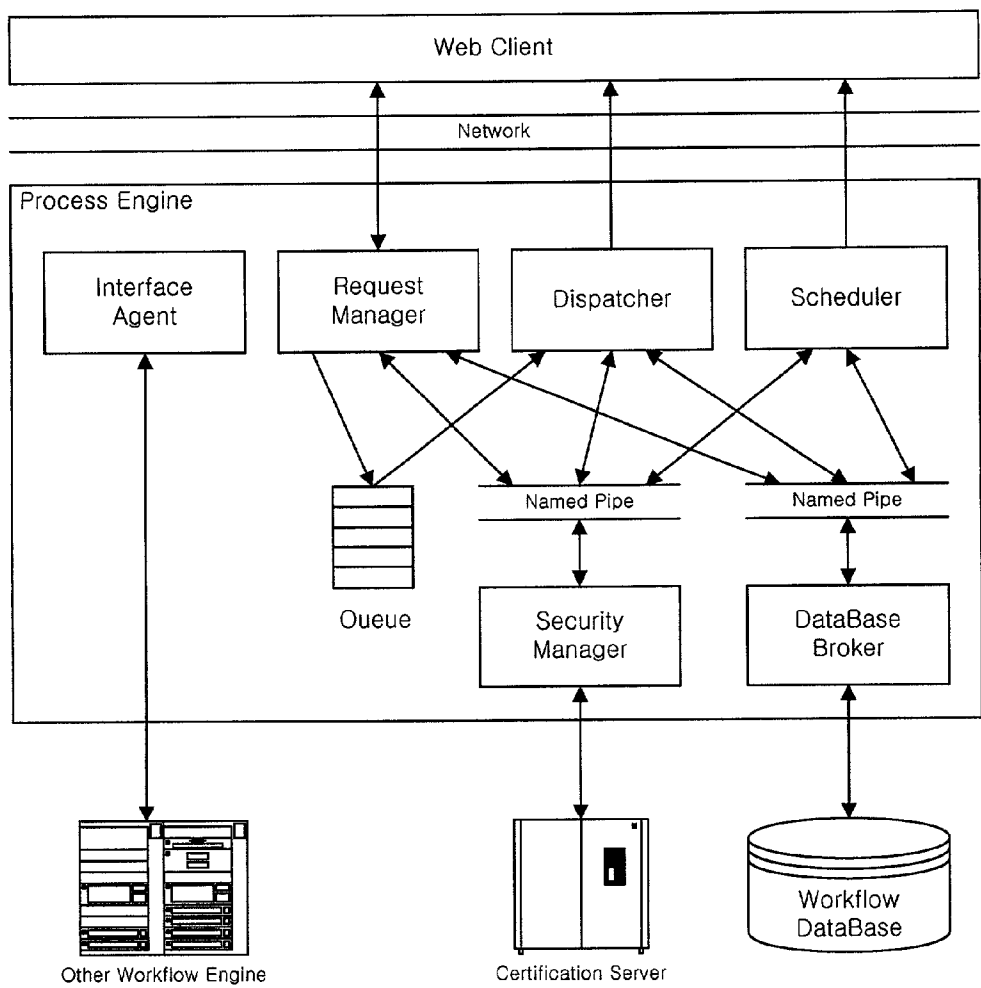 Web Client
Network
Process Engine
Interface
Agent
Request
Manager
Dispatcher
Scheduler
Named Pipe
Named Pipe
Queue
Security
Manager
DataBase
Broker
Workflow
DataBase
Other Workflow Engine
Certification Server